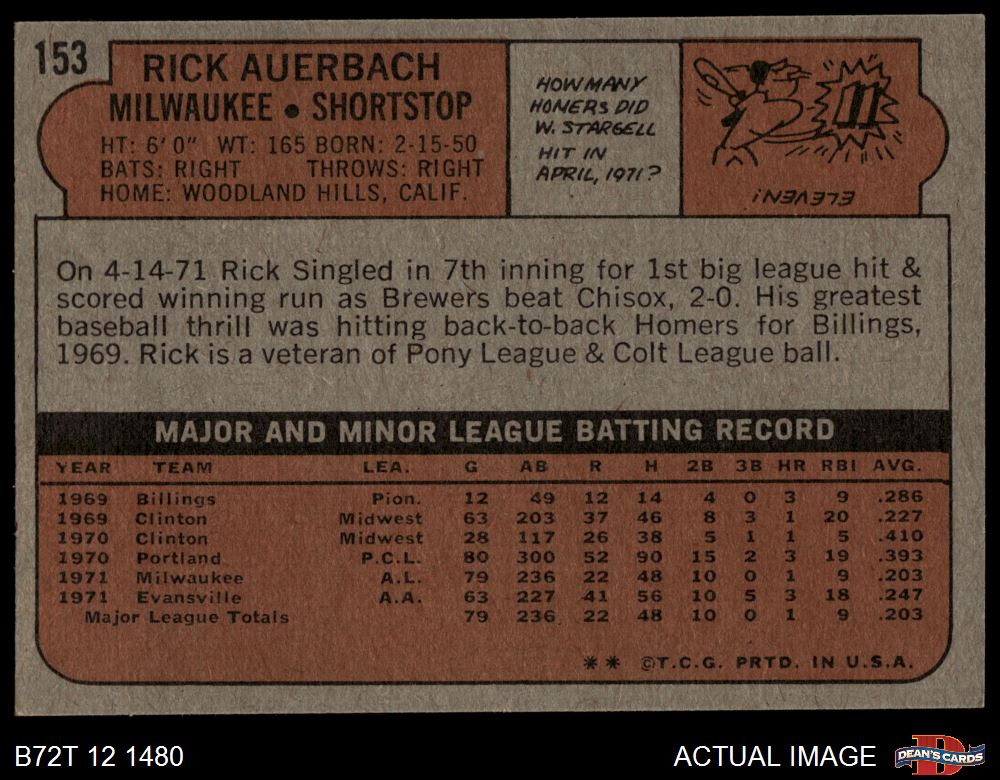 153
RICK AUERBACH
MILWAUKEE • SHORTSTOP
HT: 6'0" WT: 165 BORN: 2-15-50
BATS: RIGHT THROWS: RIGHT
HOME: WOODLAND HILLS, CALIF.
HOW MANY
HOMERS DID
W. STARGELL
HIT IN
APRIL, 1971?
11
ELEVEN!
On 4-14-71 Rick Singled in 7th inning for 1st big league hit &
scored winning run as Brewers beat Chisox, 2-0. His greatest
baseball thrill was hitting back-to-back Homers for Billings,
1969. Rick is a veteran of Pony League & Colt League ball.
MAJOR AND MINOR LEAGUE BATTING RECORD
YEAR TEAM LEA. G AB R H 2B 3B HR RBI AVG.
1969 Billings Pion. 12 49 12 14 4 0 3 9 .286
1969 Clinton Midwest 63 203 37 46 8 3 1 20 .227
1970 Clinton Midwest 28 117 26 38 5 1 1 5 .410
1970 Portland P.C.L. 80 300 52 90 15 2 3 19 .393
1971 Milwaukee A.L. 79 236 22 48 10 0 1 9 .203
1971 Evansville A.A. 63 227 41 56 10 5 3 18 .247
Major League Totals 79 236 22 48 10 0 1 9 .203
** ©T.C.G. PRTD. IN U.S.A.
B72T 12 1480
ACTUAL IMAGE
D
DEAN'S CARDS